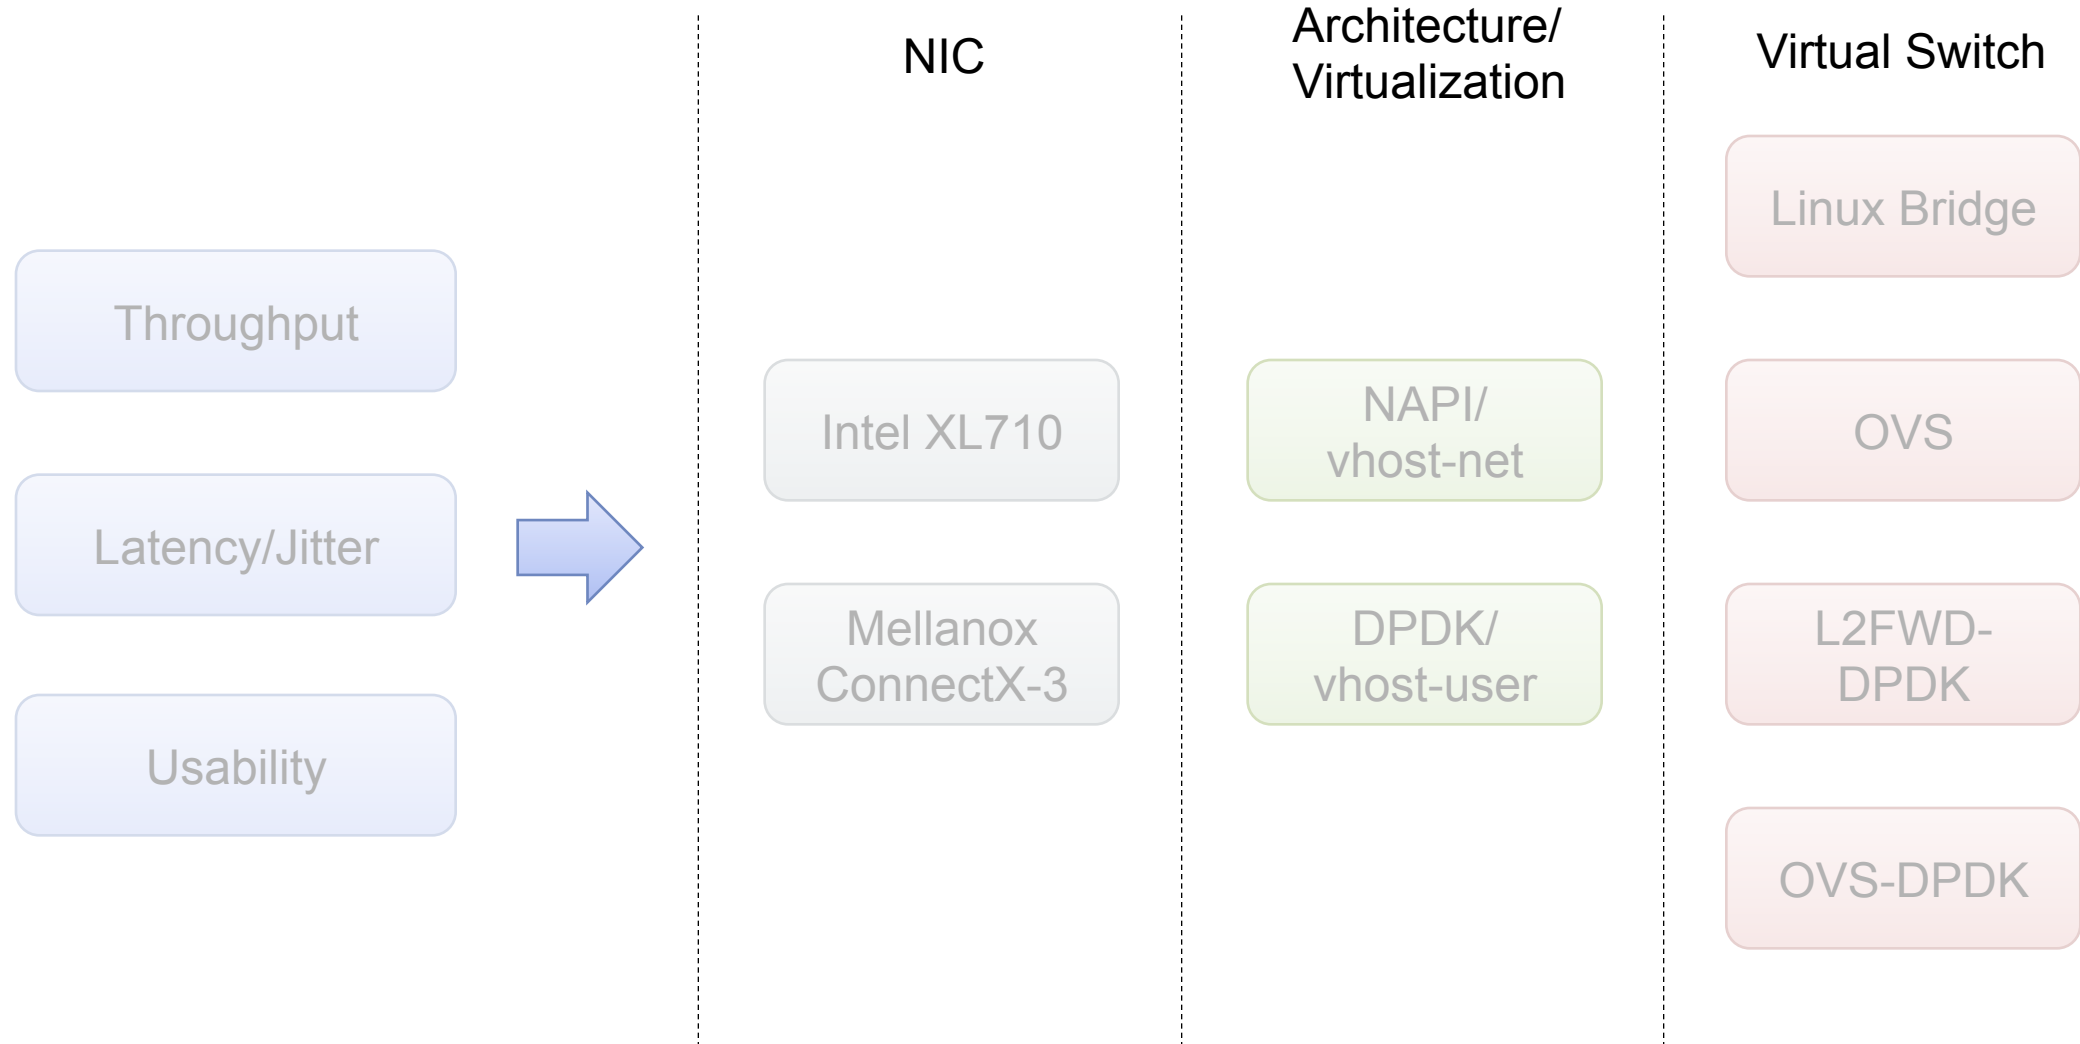 NIC
Architecture/
Virtualization
Virtual Switch
Throughput
Latency/Jitter
Usability
Intel XL710
Mellanox
ConnectX-3
NAPI/
vhost-net
DPDK/
vhost-user
Linux Bridge
OVS
L2FWD-
DPDK
OVS-DPDK